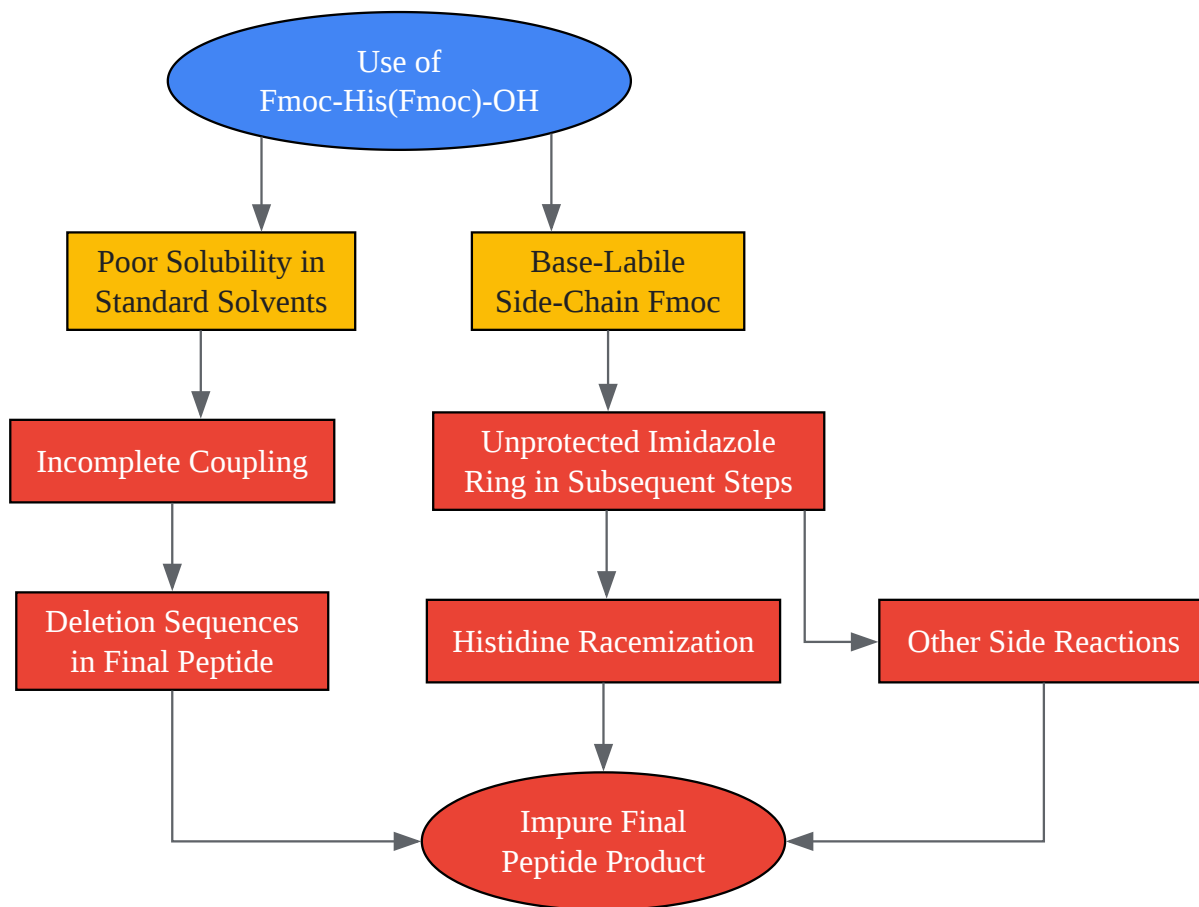 Use of
Fmoc-His(Fmoc)-OH
Poor Solubility in
Standard Solvents
Base-Labile
Side-Chain Fmoc
Incomplete Coupling
Unprotected Imidazole
Ring in Subsequent Steps
Deletion Sequences
in Final Peptide
Histidine Racemization
Other Side Reactions
Impure Final
Peptide Product